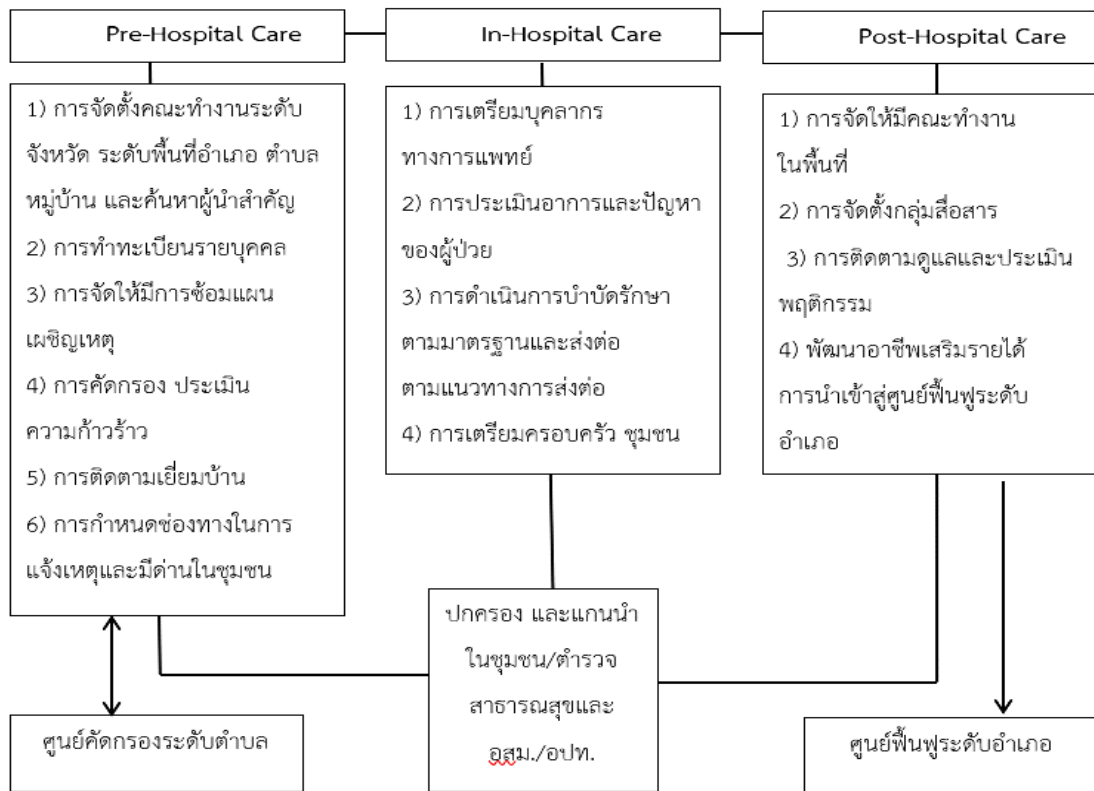 Pre-Hospital Care
In-Hospital Care
Post-Hospital Care
1) การจัดตั้งคณะทำงานระดับ
จังหวัด ระดับพื้นที่อำเภอ ตำบล
หมู่บ้าน และค้นหาผู้นำสำคัญ
2) การทำทะเบียนรายบุคคล
3) การจัดให้มีการซ้อมแผน
เผชิญเหตุ
4) การคัดกรอง ประเมิน
ความก้าวร้าว
5) การติดตามเยี่ยมบ้าน
6) การกำหนดช่องทางในการ
แจ้งเหตุและมีด่านในชุมชน
1) การเตรียมบุคลากร
ทางการแพทย์
2) การประเมินอาการและปัญหา
ของผู้ป่วย
3) การดำเนินการบำบัดรักษา
ตามมาตรฐานและส่งต่อ
ตามแนวทางการส่งต่อ
4) การเตรียมครอบครัว ชุมชน
1) การจัดให้มีคณะทำงาน
ในพื้นที่
2) การจัดตั้งกลุ่มสื่อสาร
3) การติดตามดูแลและประเมิน
พฤติกรรม
4) พัฒนาอาชีพเสริมรายได้
การนำเข้าสู่ศูนย์ฟื้นฟูระดับ
อำเภอ
ปกครอง และแกนนำ
ในชุมชน/ตำรวจ
สาธารณสุขและ
อสม./อปท.
ศูนย์คัดกรองระดับตำบล
ศูนย์ฟื้นฟูระดับอำเภอ